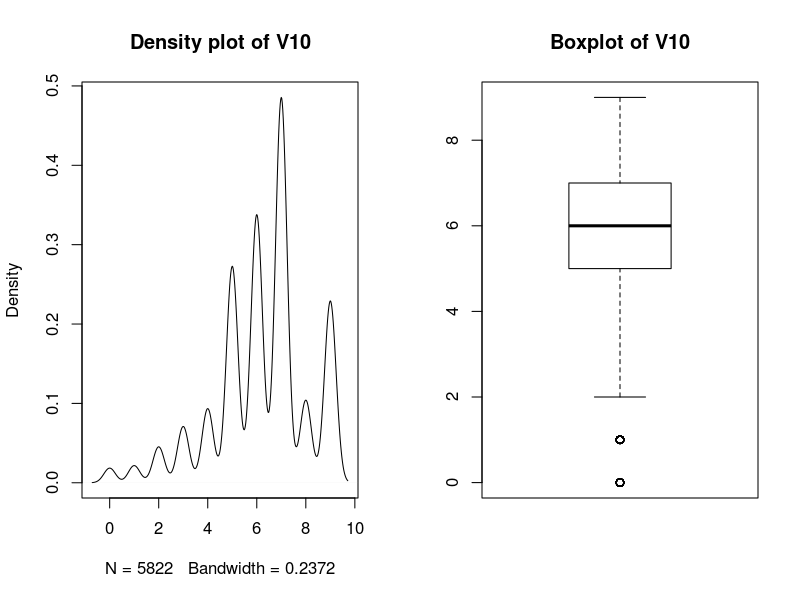 Density plot of V10
Density
0.0 0.1 0.2 0.3 0.4 0.5
0 2 4 6 8 10
N = 5822 Bandwidth = 0.2372
Boxplot of V10
0 2 4 6 8